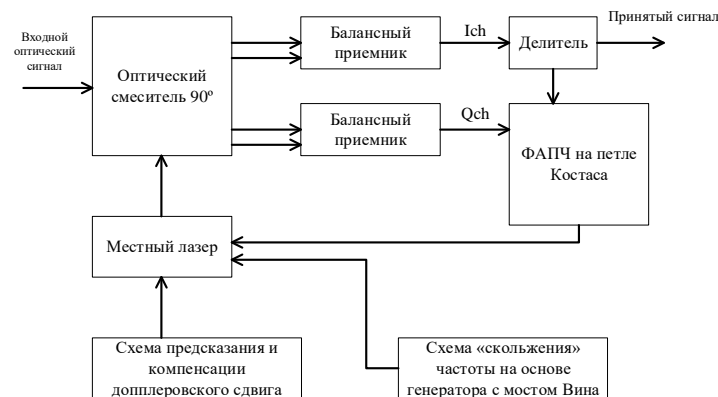 Входной
оптический
сигнал
Оптический
смеситель 90º
Балансный
приемник
Ich
Делитель
Принятый сигнал
Балансный
приемник
Qch
ФАПЧ на петле
Костаса
Местный лазер
Схема предсказания и
компенсации
допплеровского сдвига
Схема «скольжения»
частоты на основе
генератора с мостом Вина